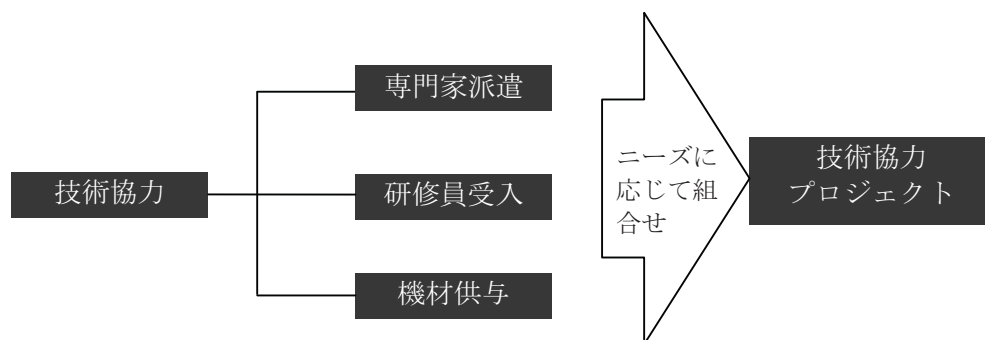 専門家派遣
技術協力
研修員受入
機材供与
ニーズに
応じて組
合せ
技術協力
プロジェクト